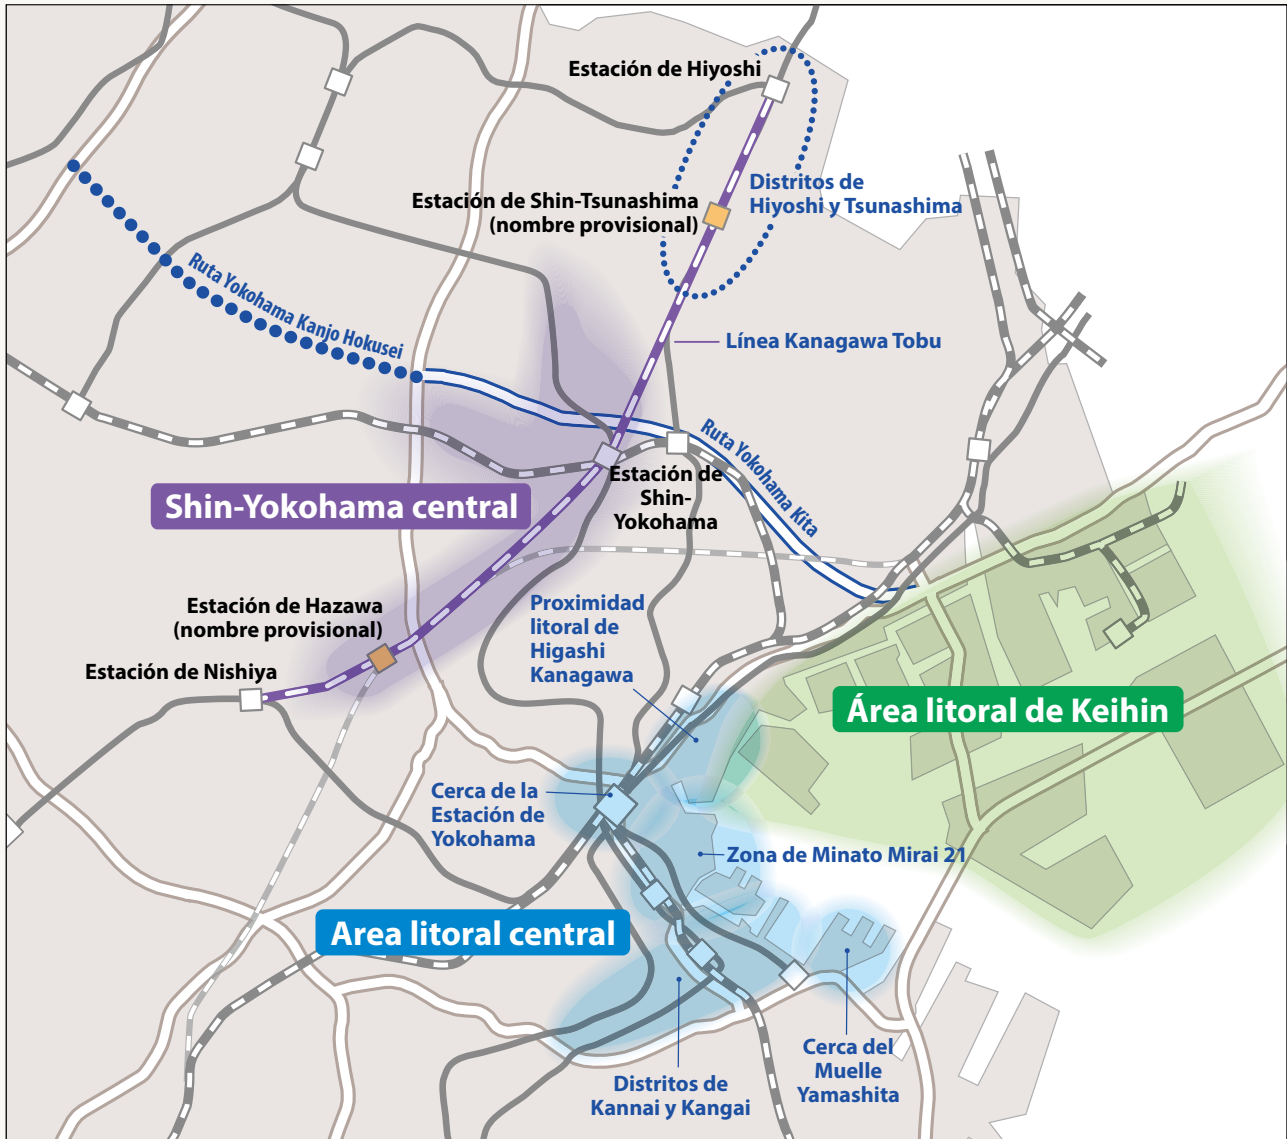 Estación de Hiyoshi
Estación de Shin-Tsunashima
(nombre provisional)
Distritos de
Hiyoshi y Tsunashima
Ruta Yokohama Kanjo Hokusei
Línea Kanagawa Tobu
Ruta Yokohama Kita
Estación de
Shin-
Yokohama
Shin-Yokohama central
Estación de Hazawa
(nombre provisional)
Estación de Nishiya
Proximidad
litoral de
Higashi
Kanagawa
Área litoral de Keihin
Cerca de la
Estación de
Yokohama
Zona de Minato Mirai 21
Area litoral central
Cerca del
Muelle
Yamashita
Distritos de
Kannai y Kangai